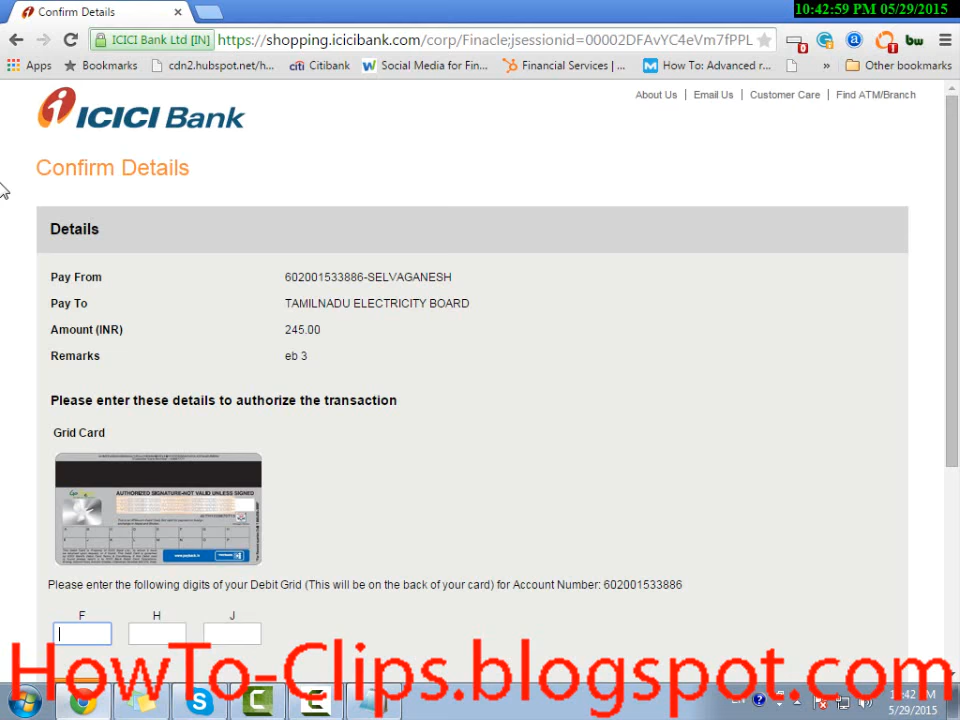 Confirm Details
10:42:59 PM 05/29/2015
ICICI Bank Ltd [IN] https://shopping.icicibank.com/corp/Finacle;jsessionid=00002DFAvYC4eVm7fPPL
Apps Bookmarks cdn2.hubspot.net/h... citi Citibank Social Media for Fin... Financial Services | ... How To: Advanced r... » Other bookmarks
About Us | Email Us | Customer Care | Find ATM/Branch
ICICI Bank
Confirm Details
Details
Pay From 602001533886-SELVAGANESH
Pay To TAMILNADU ELECTRICITY BOARD
Amount (INR) 245.00
Remarks eb 3
Please enter these details to authorize the transaction
Grid Card
AUTHORIZED SIGNATURE-NOT VALID UNLESS SIGNED
Please enter the following digits of your Debit Grid (This will be on the back of your card) for Account Number: 602001533886
F H J
HowTo-Clips.blogspot.com
5/29/2015